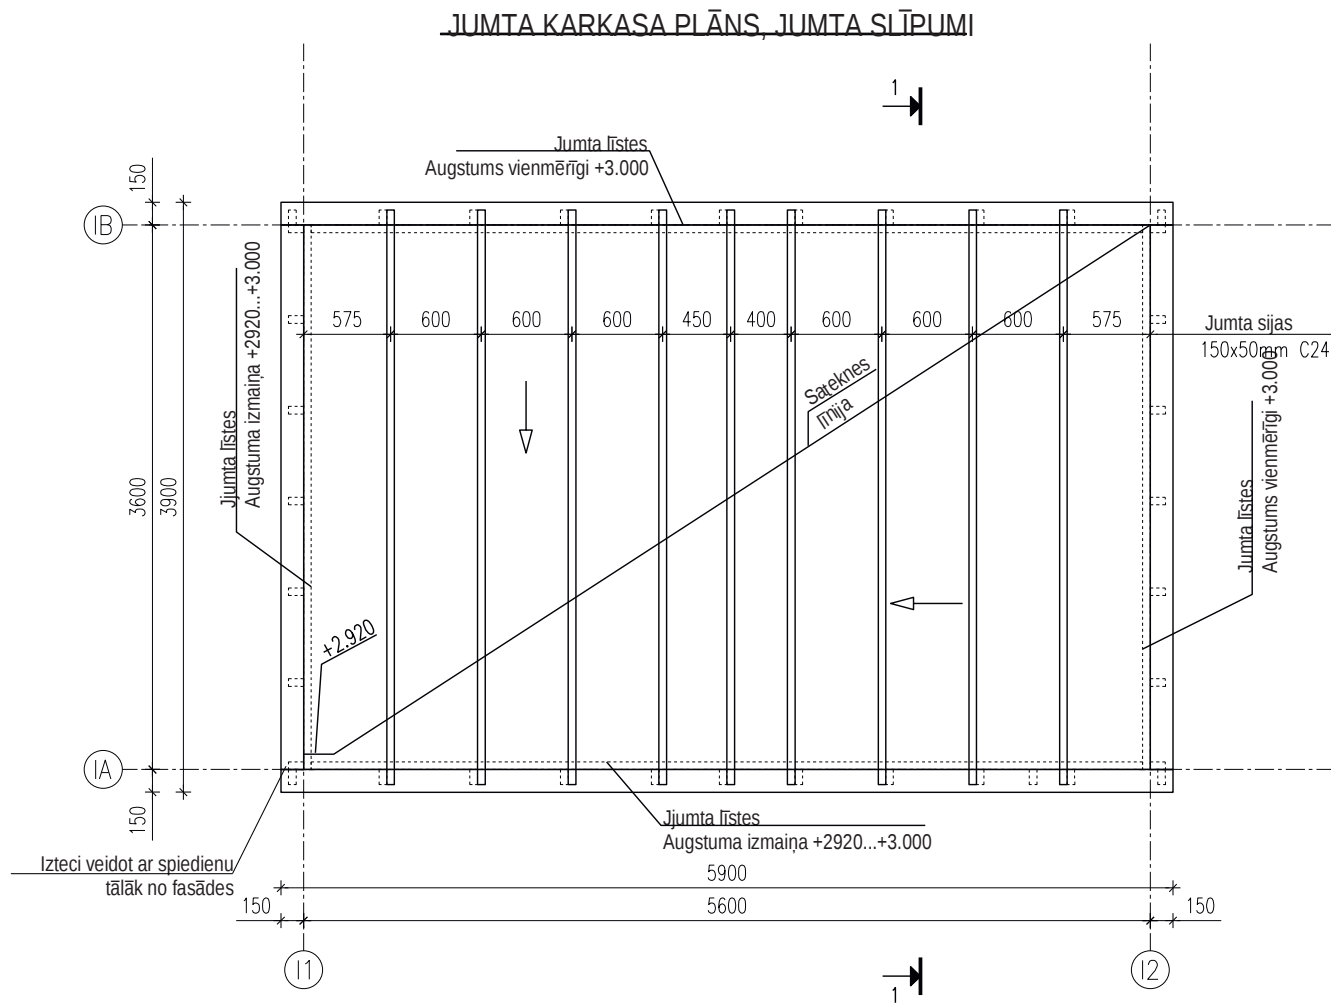 JUMTA KARKASA PLĀNS, JUMTA SLĪPUMI
1
Jumta līstes
Augstums vienmērīgi +3.000
150
IB
Jjumta līstes
Augstuma izmaiņa +2920...+3.000
575
600
600
600
450
400
600
600
600
575
Jumta sijas
150x50mm C24
Sateknes
līnija
3600
3900
Jumta līstes
Augstums vienmērīgi +3.000
+2.920
IA
150
Jjumta līstes
Augstuma izmaiņa +2920...+3.000
Izteci veidot ar spiedienu
tālāk no fasādes
5900
150
5600
150
I1
I2
1